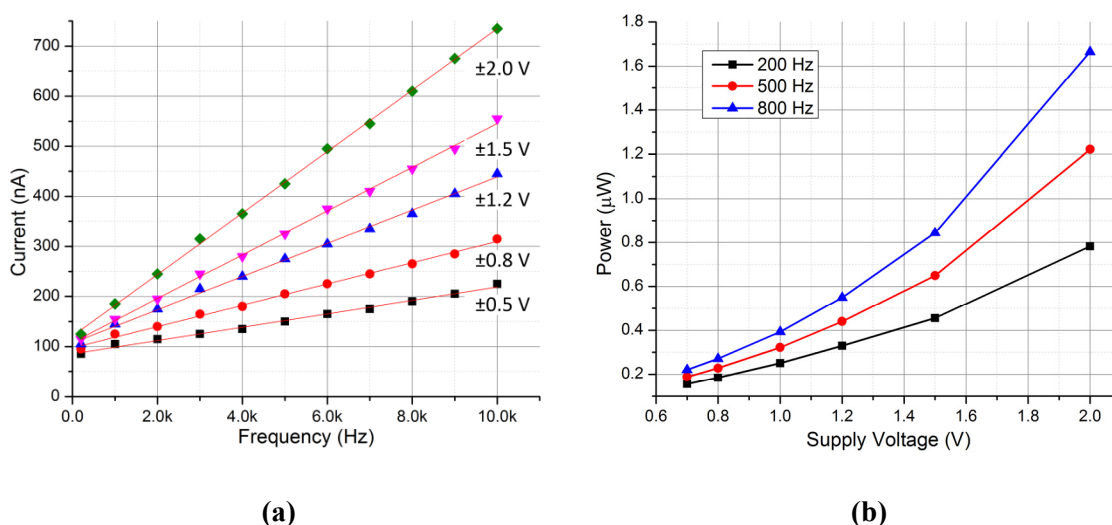 700
600
500
400
300
200
100
0
Current (nA)
±2.0 V
±1.5 V
±1.2 V
±0.8 V
±0.5 V
0.0 2.0k 4.0k 6.0k 8.0k 10.0k
Frequency (Hz)
(a)
1.8
1.6
1.4
1.2
1.0
0.8
0.6
0.4
0.2
Power (μW)
200 Hz
500 Hz
800 Hz
0.6 0.8 1.0 1.2 1.4 1.6 1.8 2.0
Supply Voltage (V)
(b)